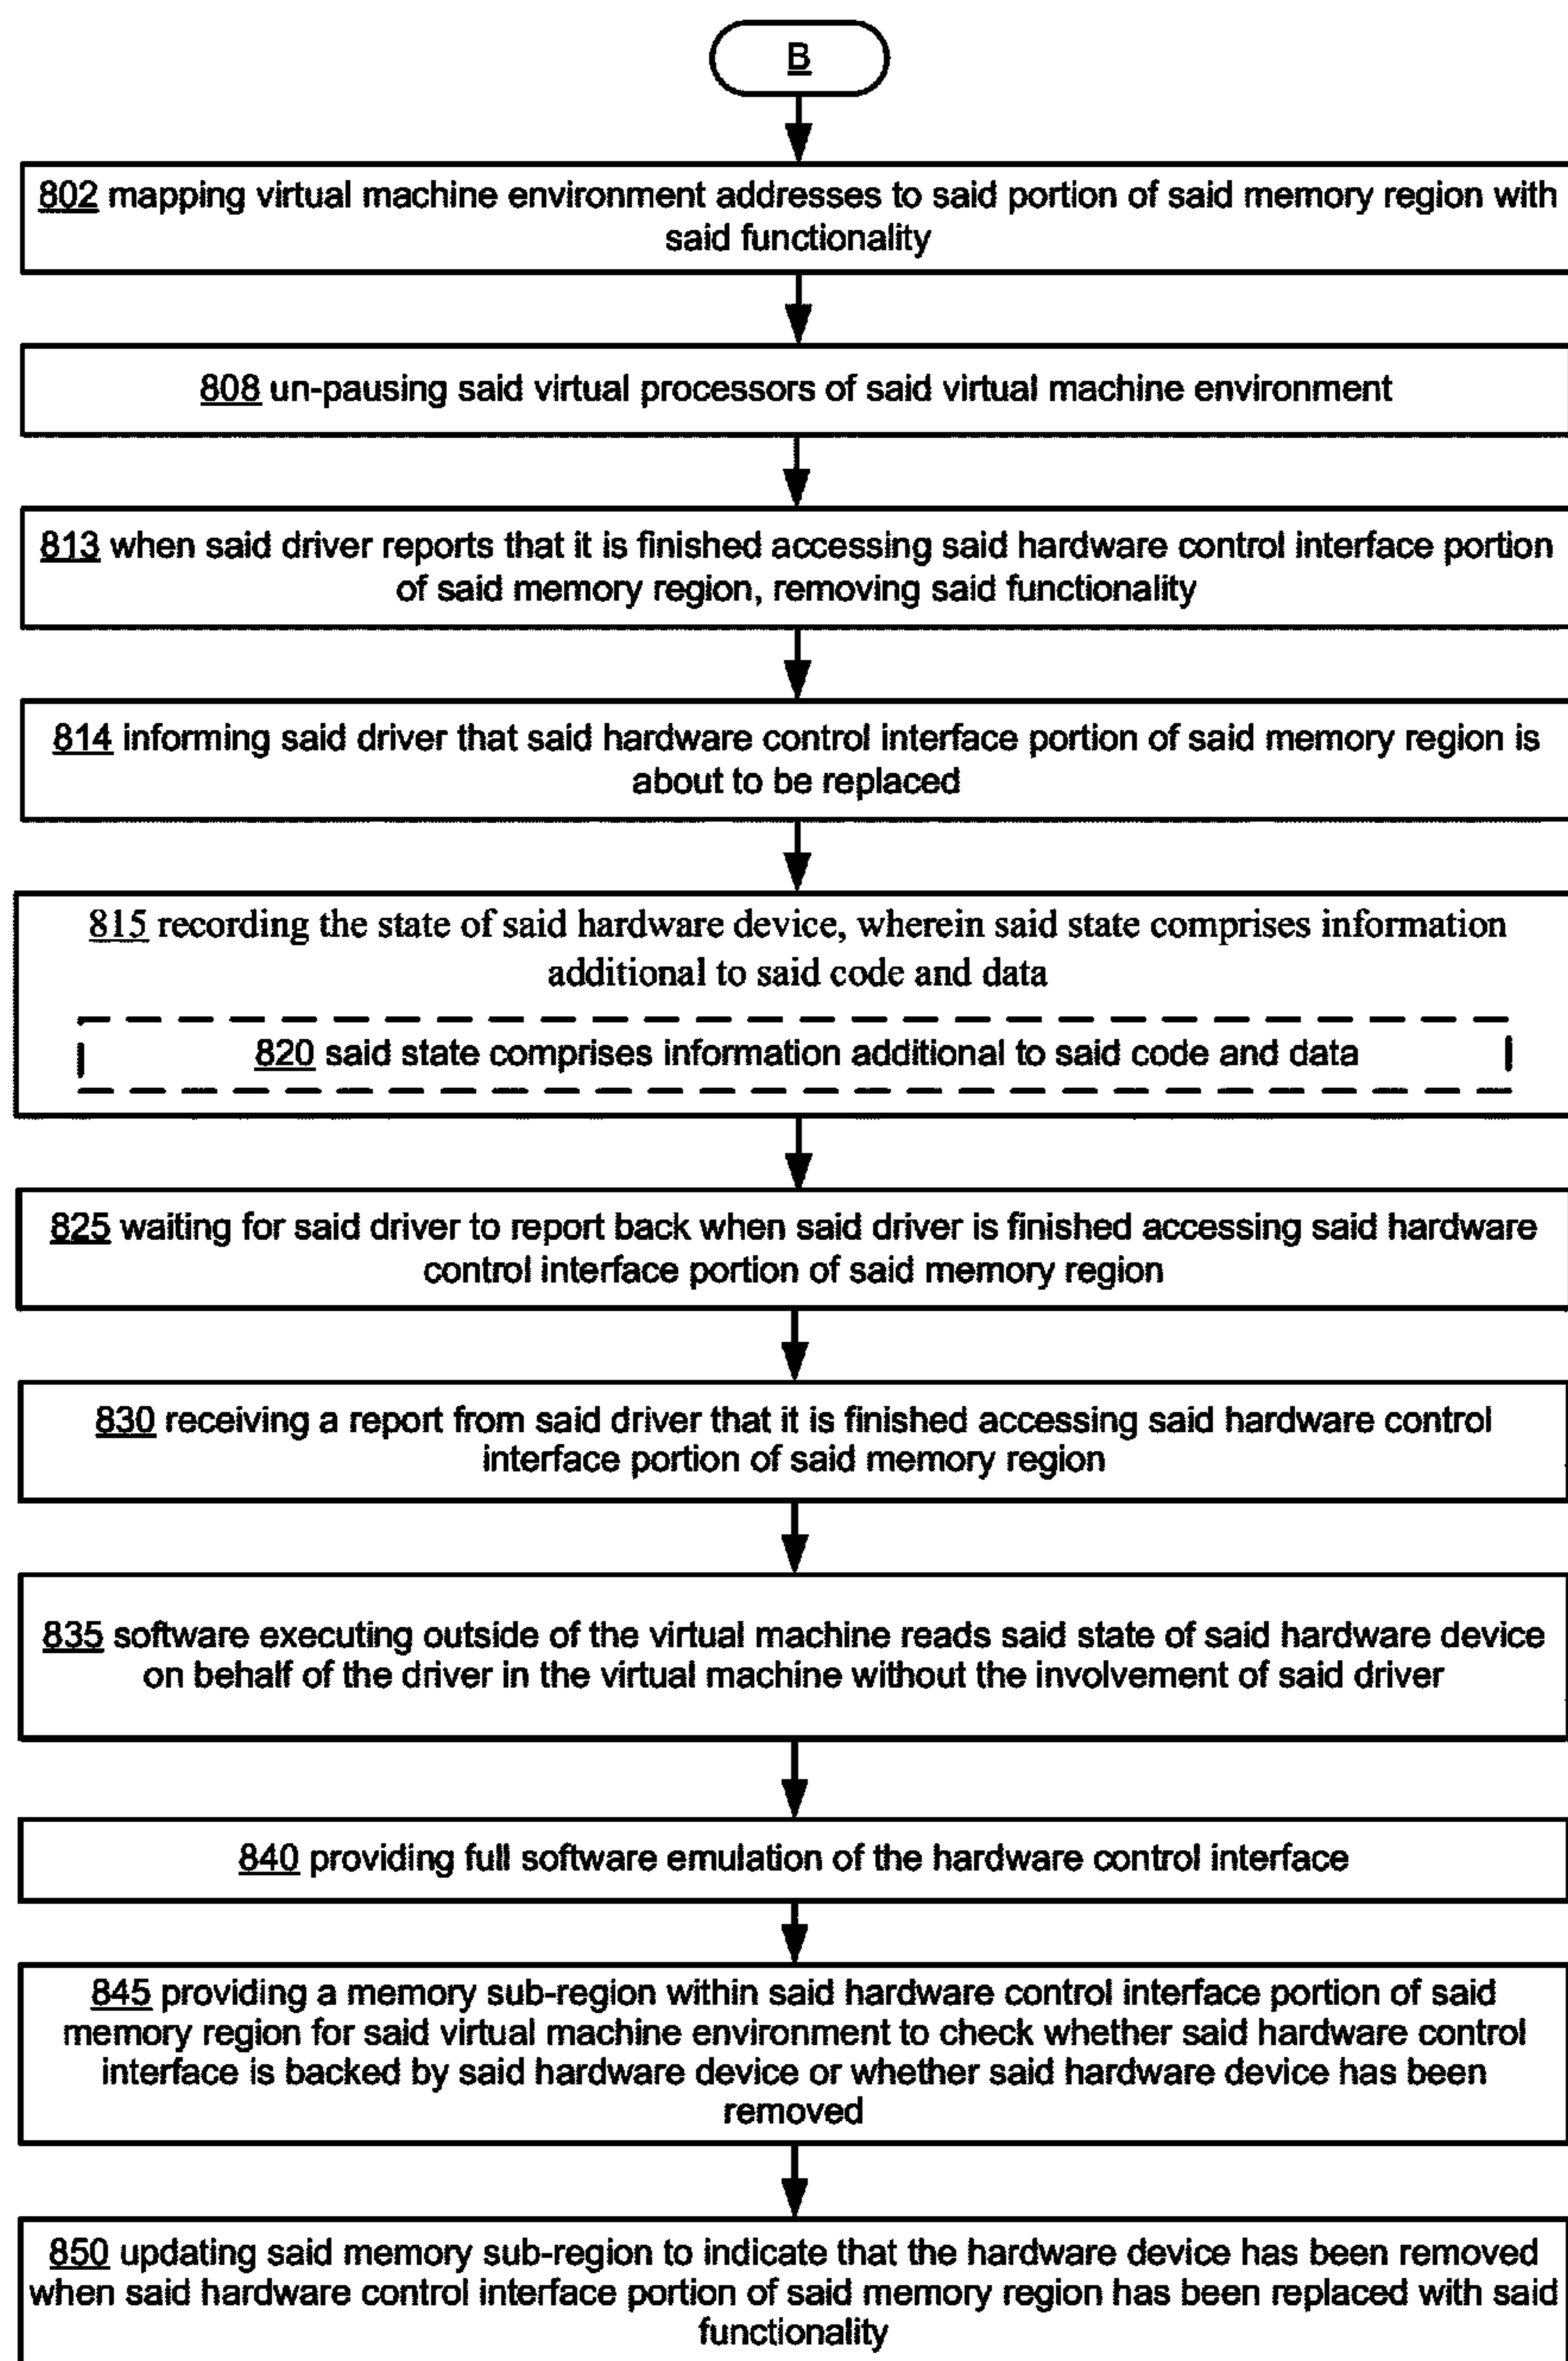 B
802 mapping virtual machine environment addresses to said portion of said memory region with
said functionality
808 un-pausing said virtual processors of said virtual machine environment
813 when said driver reports that it is finished accessing said hardware control interface portion
of said memory region, removing said functionality
814 informing said driver that said hardware control interface portion of said memory region is
about to be replaced
815 recording the state of said hardware device, wherein said state comprises information
additional to said code and data
820 said state comprises information additional to said code and data
825 waiting for said driver to report back when said driver is finished accessing said hardware
control interface portion of said memory region
830 receiving a report from said driver that it is finished accessing said hardware control
interface portion of said memory region
835 software executing outside of the virtual machine reads said state of said hardware device
on behalf of the driver in the virtual machine without the involvement of said driver
840 providing full software emulation of the hardware control interface
845 providing a memory sub-region within said hardware control interface portion of said
memory region for said virtual machine environment to check whether said hardware control
interface is backed by said hardware device or whether said hardware device has been
removed
850 updating said memory sub-region to indicate that the hardware device has been removed
when said hardware control interface portion of said memory region has been replaced with said
functionality